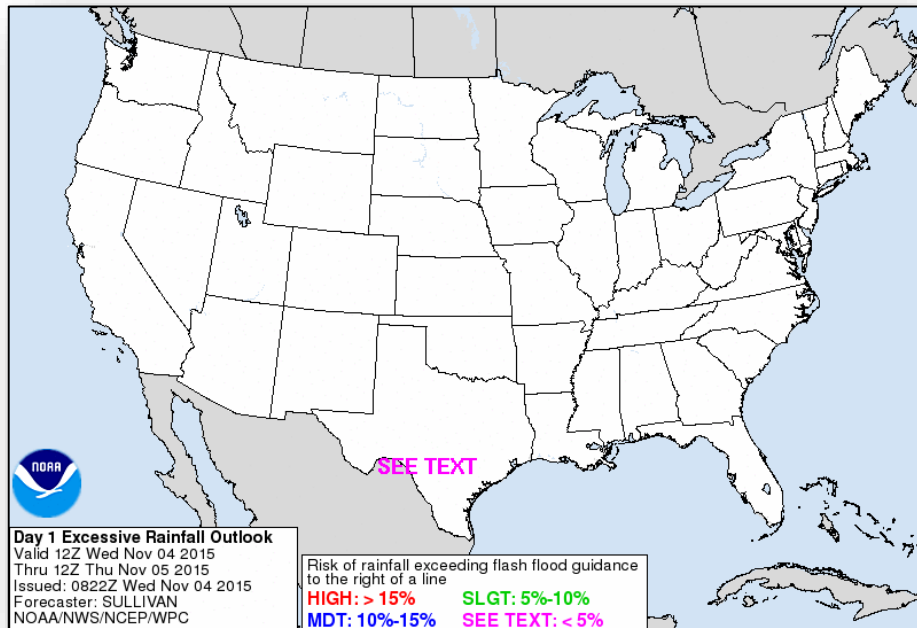 SEE TEXT
NOAA
Day 1 Excessive Rainfall Outlook
Valid 12Z Wed Nov 04 2015
Thru 12Z Thu Nov 05 2015
Issued: 0822Z Wed Nov 04 2015
Forecaster: SULLIVAN
NOAA/NWS/NCEP/WPC
Risk of rainfall exceeding flash flood guidance
to the right of a line
HIGH: > 15% SLGT: 5%-10%
MDT: 10%-15% SEE TEXT: < 5%